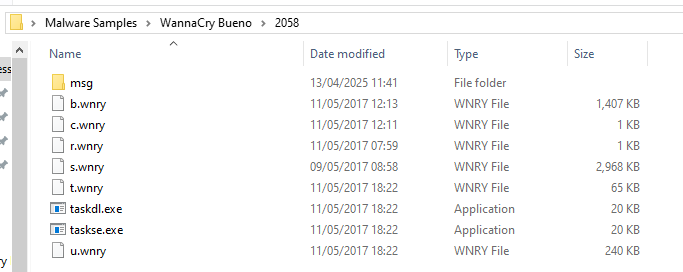 Malware Samples > WannaCry Bueno > 2058
ess
Name Date modified Type Size
msg 13/04/2025 11:41 File folder
b.wnry 11/05/2017 12:13 WNRY File 1,407 KB
c.wnry 11/05/2017 12:11 WNRY File 1 KB
r.wnry 11/05/2017 07:59 WNRY File 1 KB
s.wnry 09/05/2017 08:58 WNRY File 2,968 KB
t.wnry 11/05/2017 18:22 WNRY File 65 KB
taskdl.exe 11/05/2017 18:22 Application 20 KB
taskse.exe 11/05/2017 18:22 Application 20 KB
u.wnry 11/05/2017 18:22 WNRY File 240 KB
ry